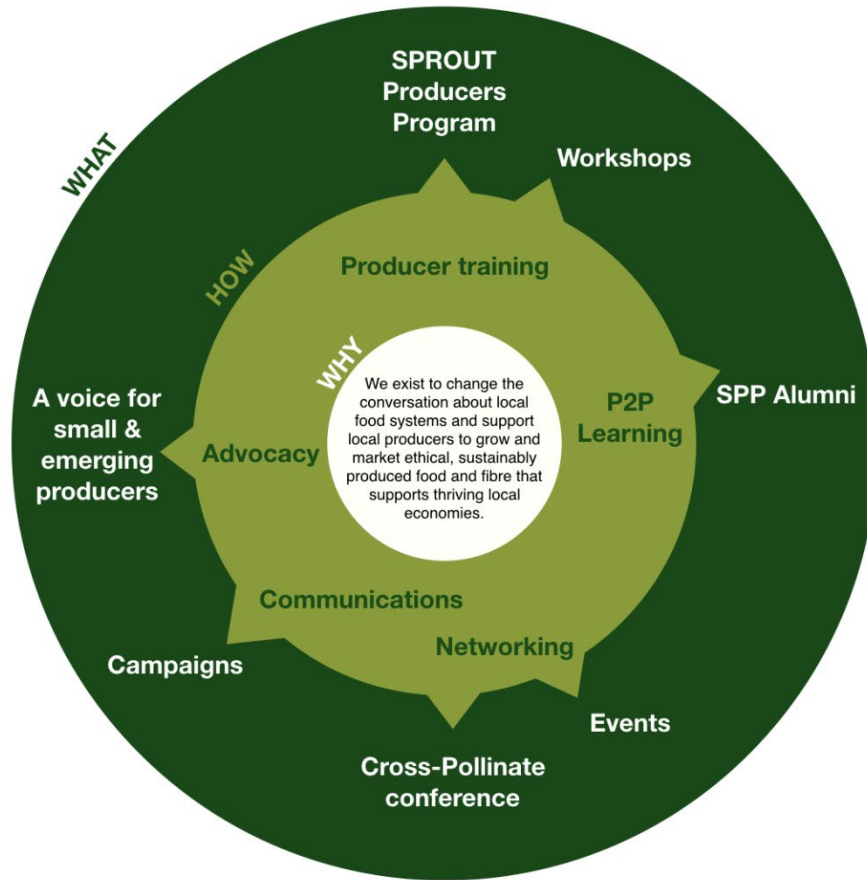 SPROUT
Producers
Program
Workshops
WHAT
HOW
WHY
Producer training
We exist to change the
conversation about local
food systems and support
local producers to grow and
market ethical, sustainably
produced food and fibre that
supports thriving local
economies.
P2P
Learning
SPP Alumni
A voice for
small &
emerging
producers
Advocacy
Communications
Networking
Campaigns
Events
Cross-Pollinate
conference